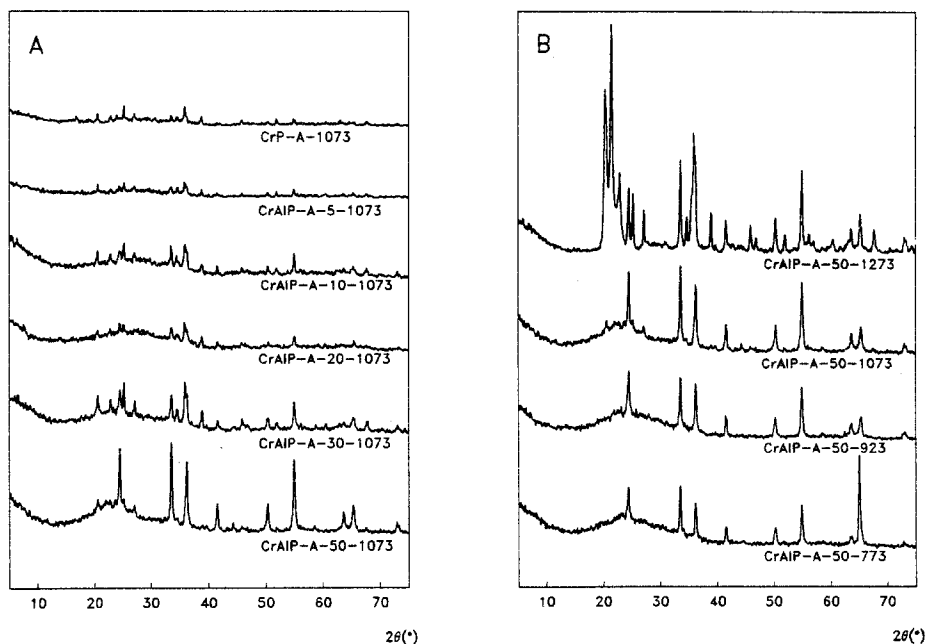 A
CrP-A-1073
CrAlP-A-5-1073
CrAlP-A-10-1073
CrAlP-A-20-1073
CrAlP-A-30-1073
CrAlP-A-50-1073
10 20 30 40 50 60 70
2θ(°)
B
CrAlP-A-50-1273
CrAlP-A-50-1073
CrAlP-A-50-923
CrAlP-A-50-773
10 20 30 40 50 60 70
2θ(°)